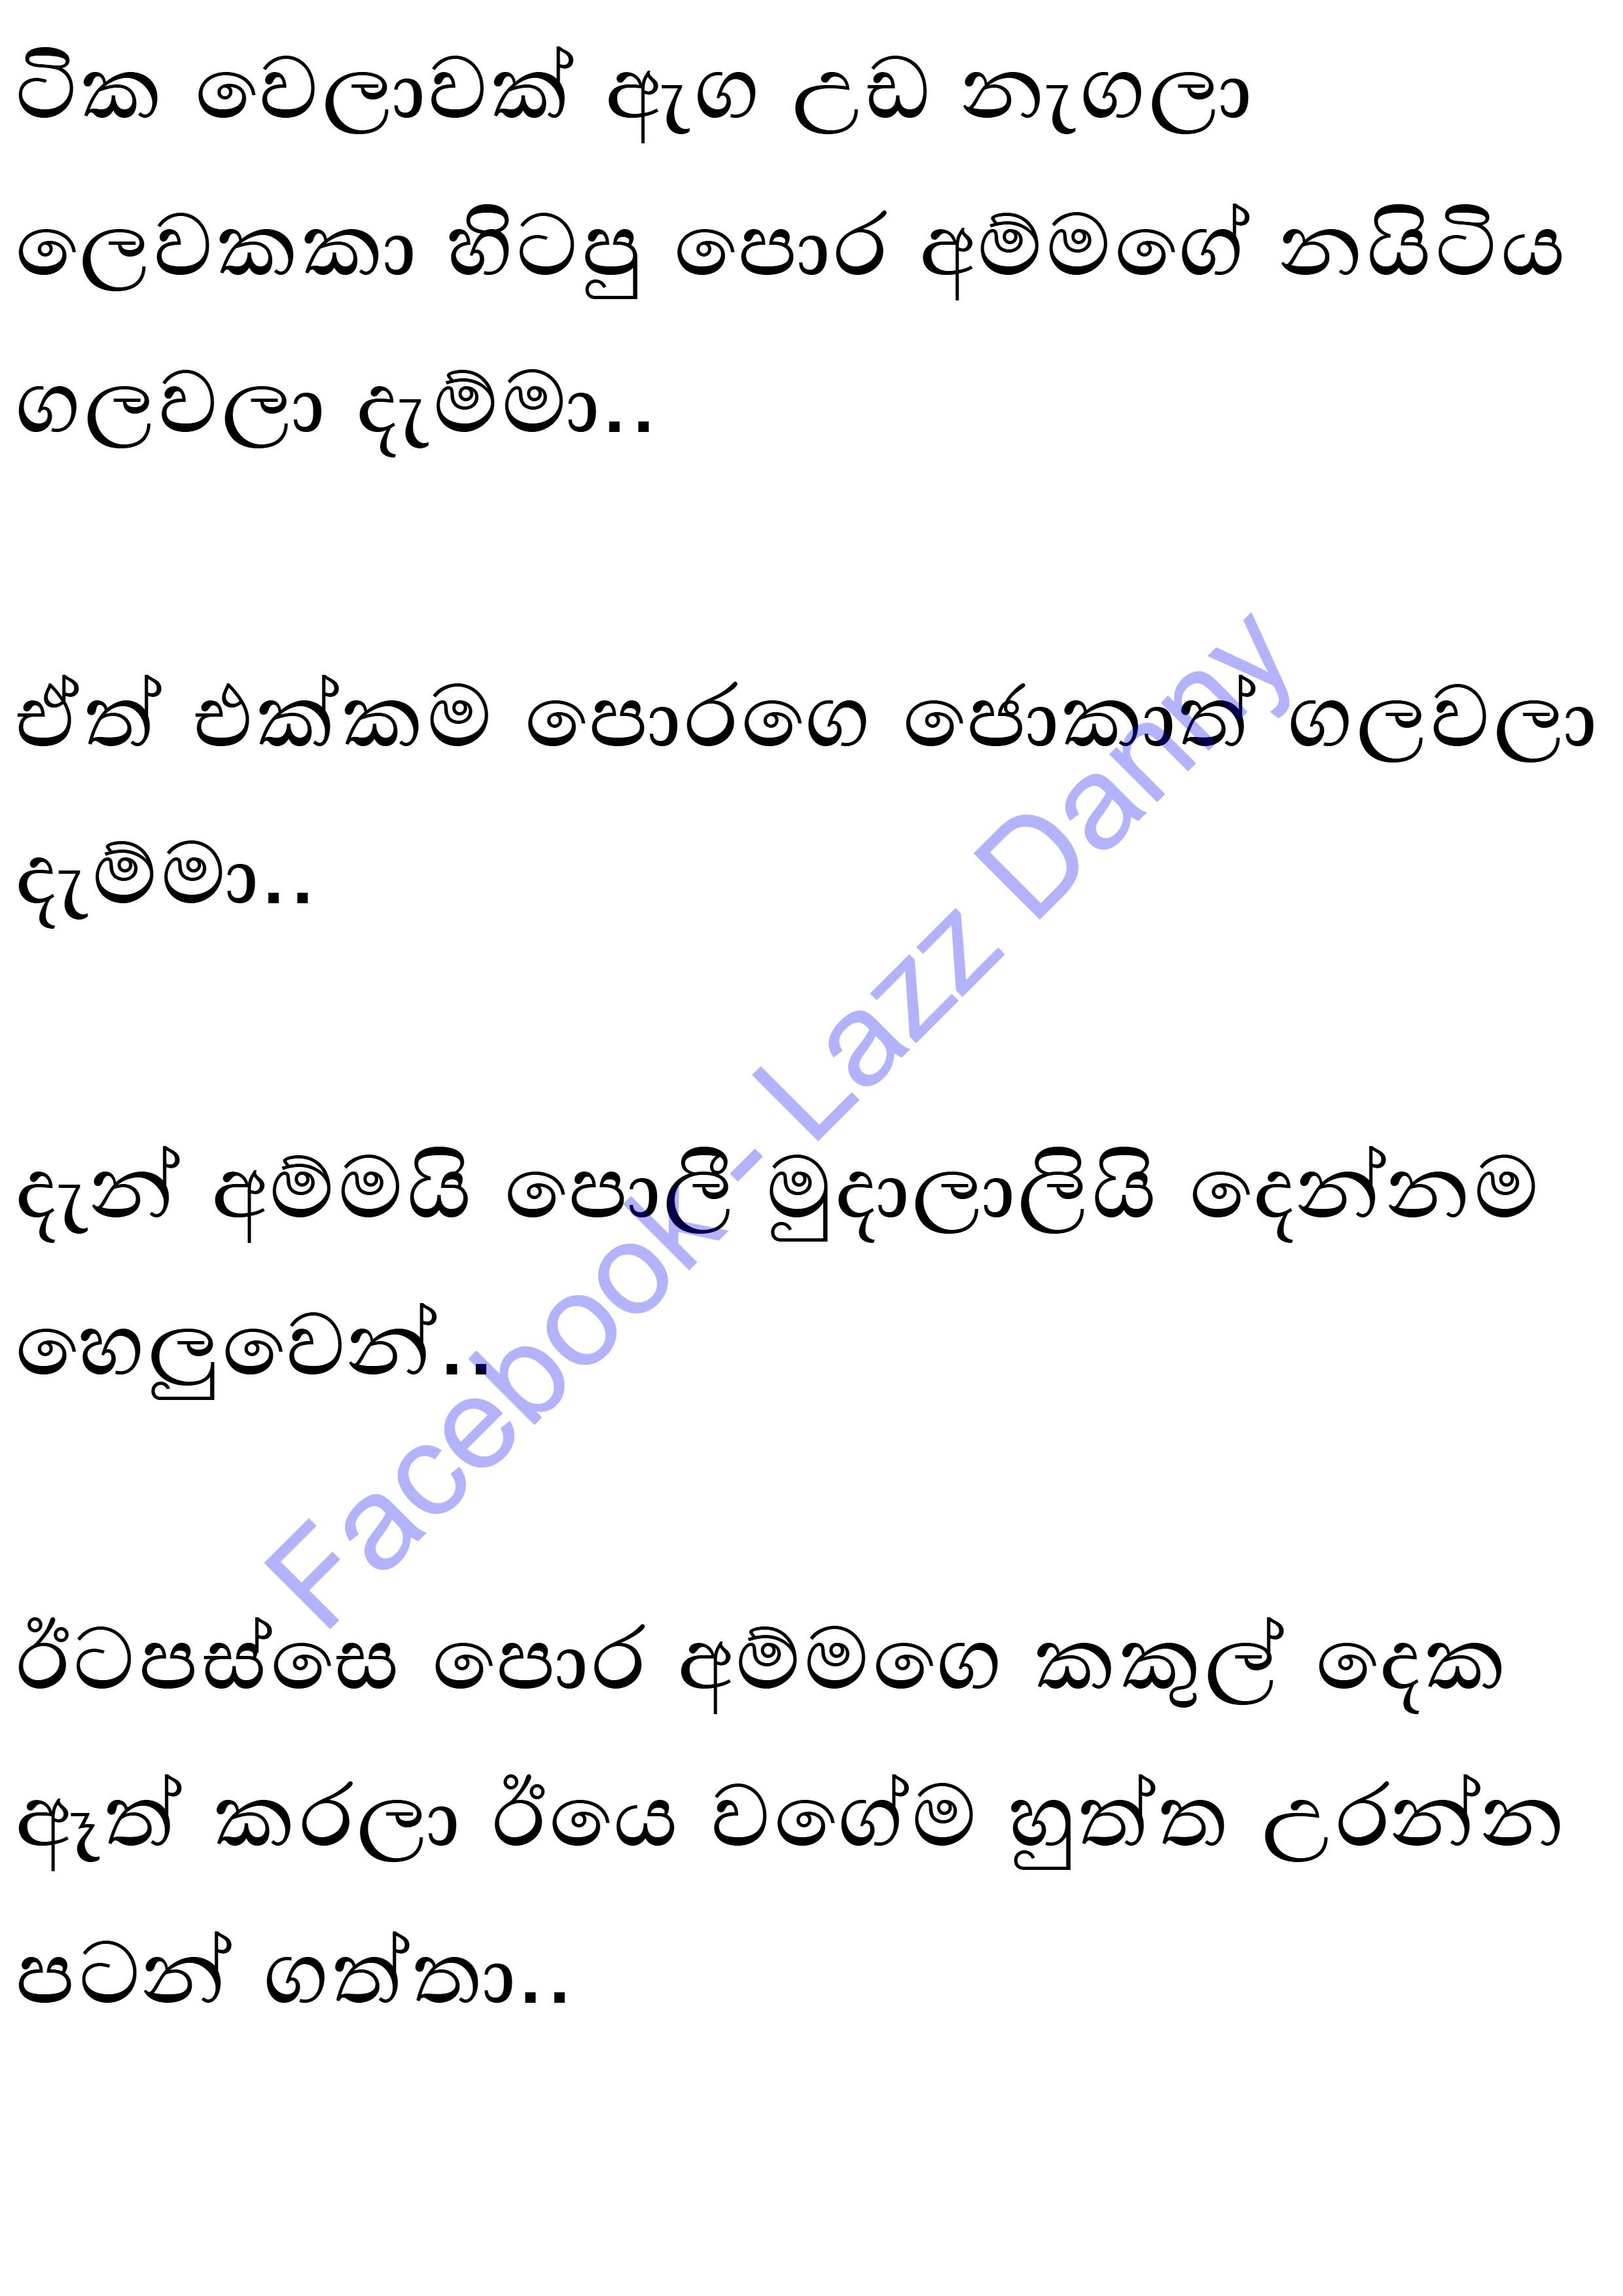 ටික වෙලාවක් ඇග උඩ නැගලා
ලෙවකකා හිටපු පොර අම්මගේ නයිටිය
ගලවලා දැම්මා..
ඒත් එක්කම පොරගෙ ජොකාත් ගලවලා
දැම්මා..
දැන් අම්මයි පොලී මුදාලාලියි දෙන්නම
හෙලුවෙන්..
ඊටපස්සෙ පොර අම්මගෙ කකුල් දෙක
ඈත් කරලා ඊයෙ වගේම හුත්ත උරන්න
පටන් ගත්තා..
Facebook- Lazz Danny